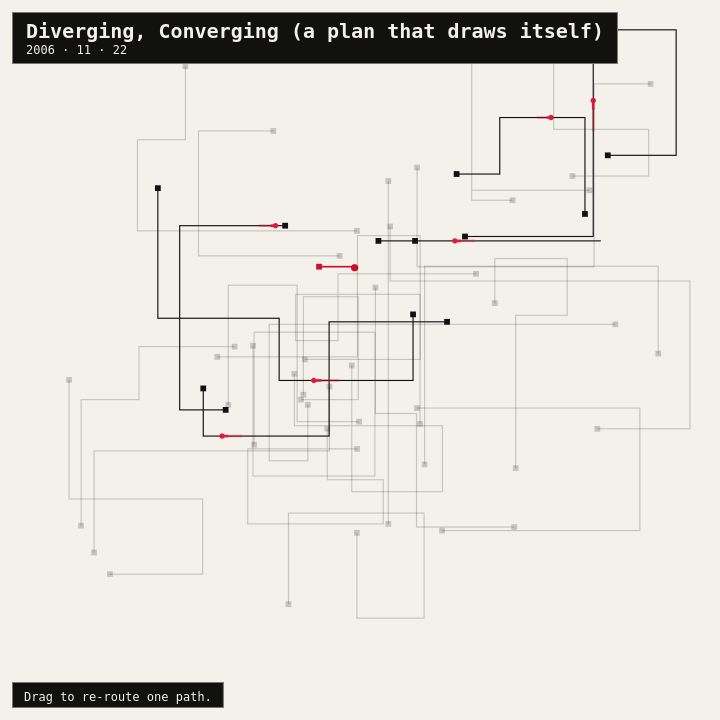 Diverging, Converging (a plan that draws itself)
2006 · 11 · 22
Drag to re-route one path.